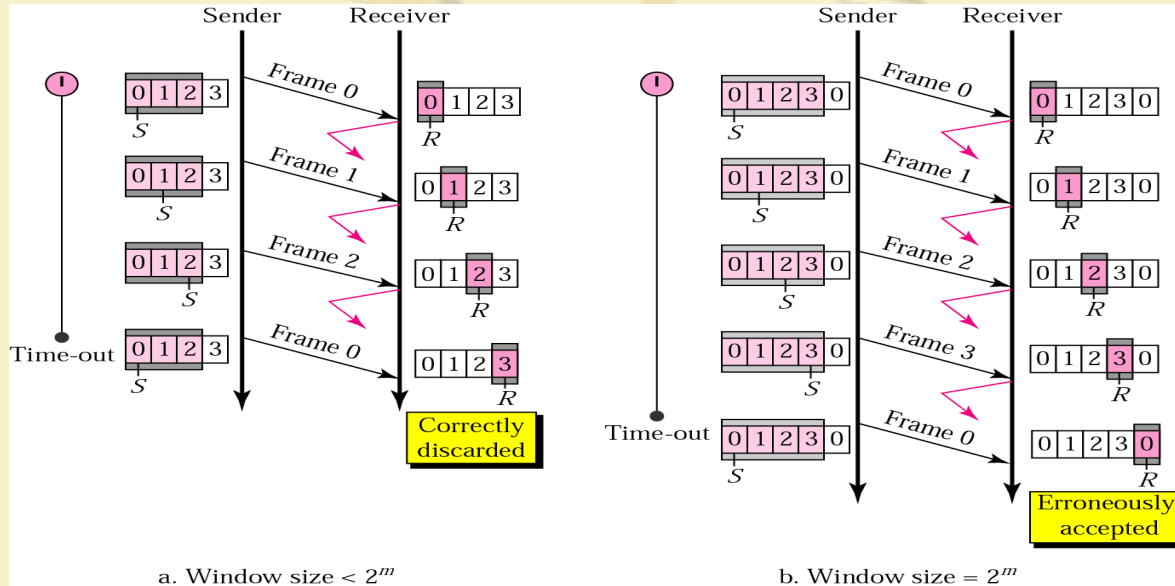 Sender Receiver
Frame 0
0 1 2 3
S
0 1 2 3
R
Frame 1
0 1 2 3
S
0 1 2 3
R
Frame 2
0 1 2 3
S
0 1 2 3
R
Time-out
Frame 0
0 1 2 3
S
0 1 2 3
R
Correctly
discarded
a. Window size < 2^m
Sender Receiver
Frame 0
0 1 2 3 0
S
0 1 2 3 0
R
Frame 1
0 1 2 3 0
S
0 1 2 3 0
R
Frame 2
0 1 2 3 0
S
0 1 2 3 0
R
Frame 3
0 1 2 3 0
S
0 1 2 3 0
R
Time-out
Frame 0
0 1 2 3 0
S
0 1 2 3 0
R
Erroneously
accepted
b. Window size = 2^m